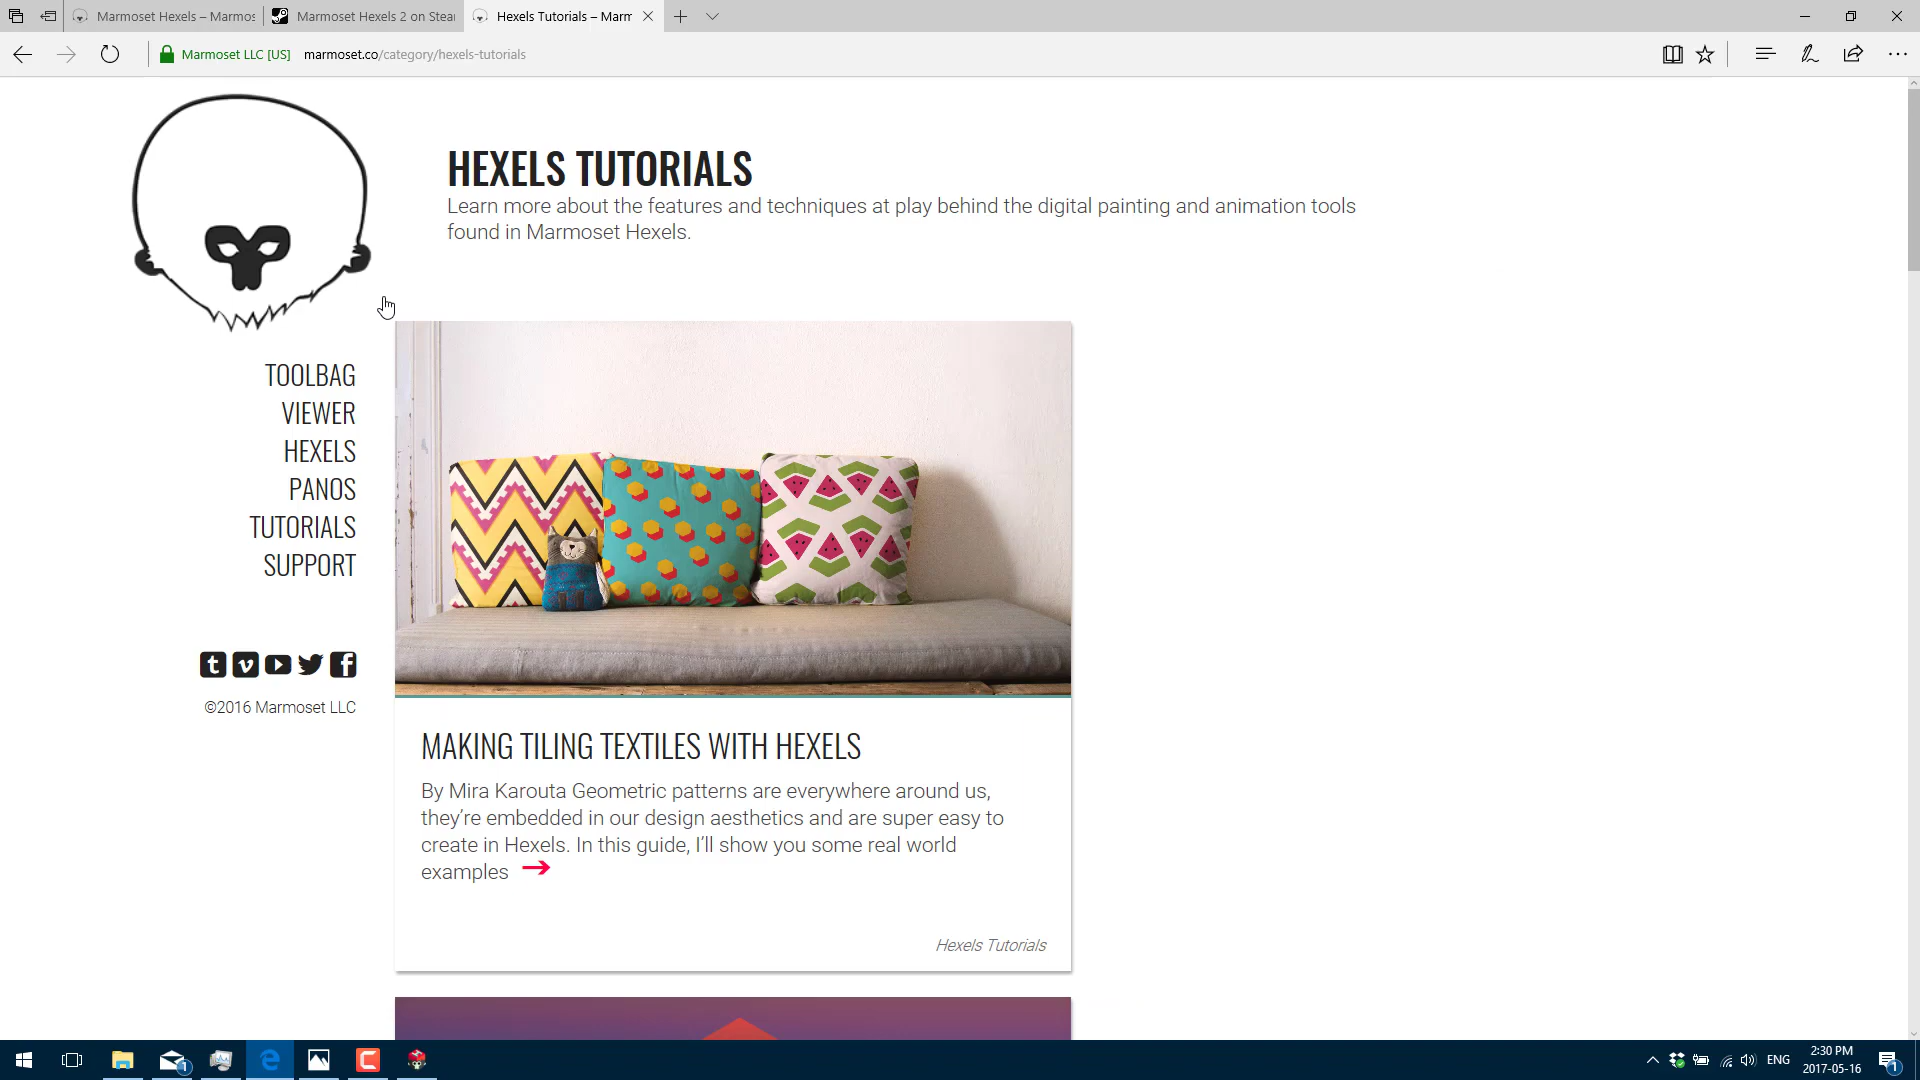 Marmoset Hexels – Marmos
Marmoset Hexels 2 on Stear
Hexels Tutorials – Marm
Marmoset LLC [US]
marmoset.co/category/hexels-tutorials
HEXELS TUTORIALS
Learn more about the features and techniques at play behind the digital painting and animation tools
found in Marmoset Hexels.
TOOLBAG
VIEWER
HEXELS
PANOS
TUTORIALS
SUPPORT
©2016 Marmoset LLC
MAKING TILING TEXTILES WITH HEXELS
By Mira Karouta Geometric patterns are everywhere around us,
they're embedded in our design aesthetics and are super easy to
create in Hexels. In this guide, I'll show you some real world
examples
Hexels Tutorials
1
ENG
2:30 PM
2017-05-16
1